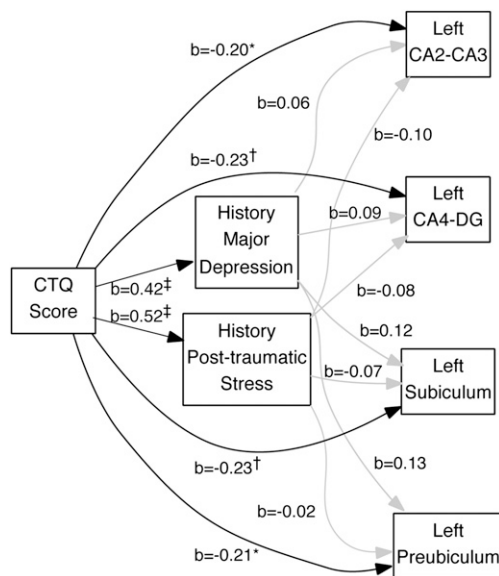 Left
CA2-CA3
b=-0.20*
b=0.06
b=-0.10
b=-0.23†
Left
CA4-DG
History
Major
Depression
b=0.09
CTQ
Score
b=0.42‡
b=0.52‡
b=-0.08
History
Post-traumatic
Stress
b=0.12
b=-0.07
Left
Subiculum
b=-0.23†
b=0.13
b=-0.02
Left
Preubiculum
b=-0.21*